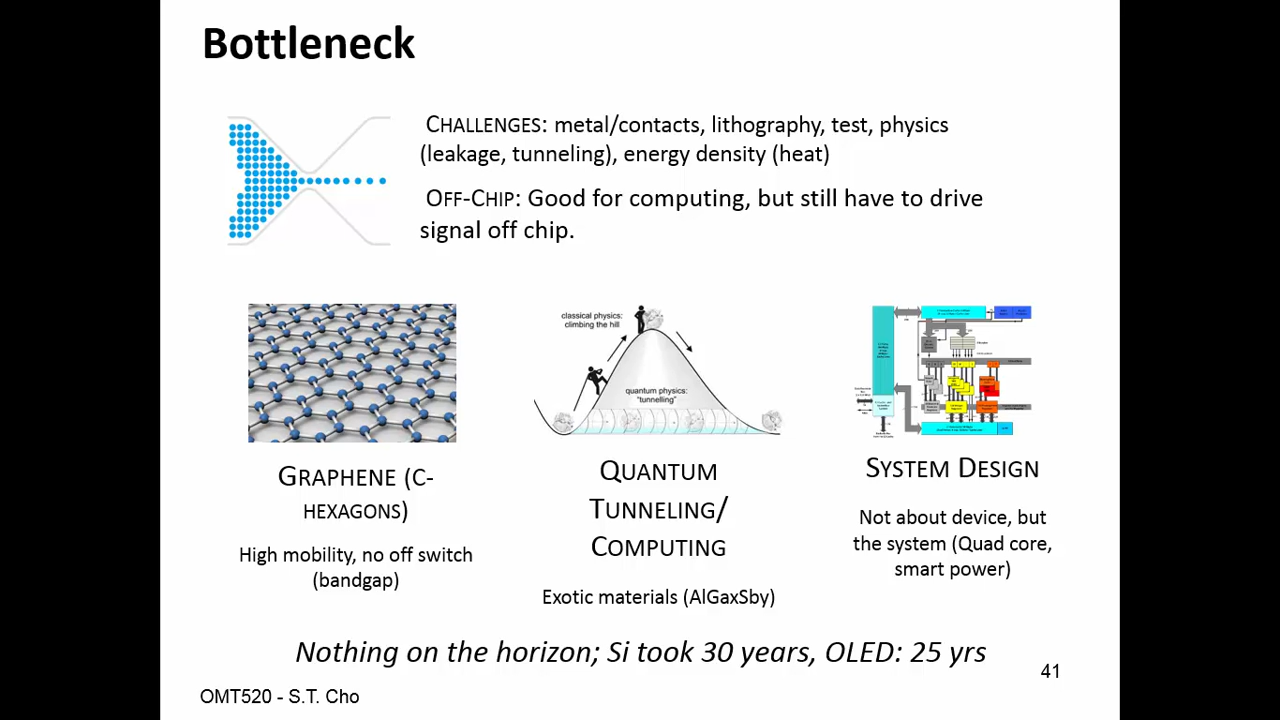 Bottleneck
CHALLENGES: metal/contacts, lithography, test, physics
(leakage, tunneling), energy density (heat)
OFF-CHIP: Good for computing, but still have to drive
signal off chip.
classical physics:
climbing the hill
quantum physics:
"tunnelling"
GRAPHENE (C-
HEXAGONS)
High mobility, no off switch
(bandgap)
QUANTUM
TUNNELING/
COMPUTING
Exotic materials (AlGaxSby)
SYSTEM DESIGN
Not about device, but
the system (Quad core,
smart power)
Nothing on the horizon; Si took 30 years, OLED: 25 yrs
41
OMT520 - S.T. Cho